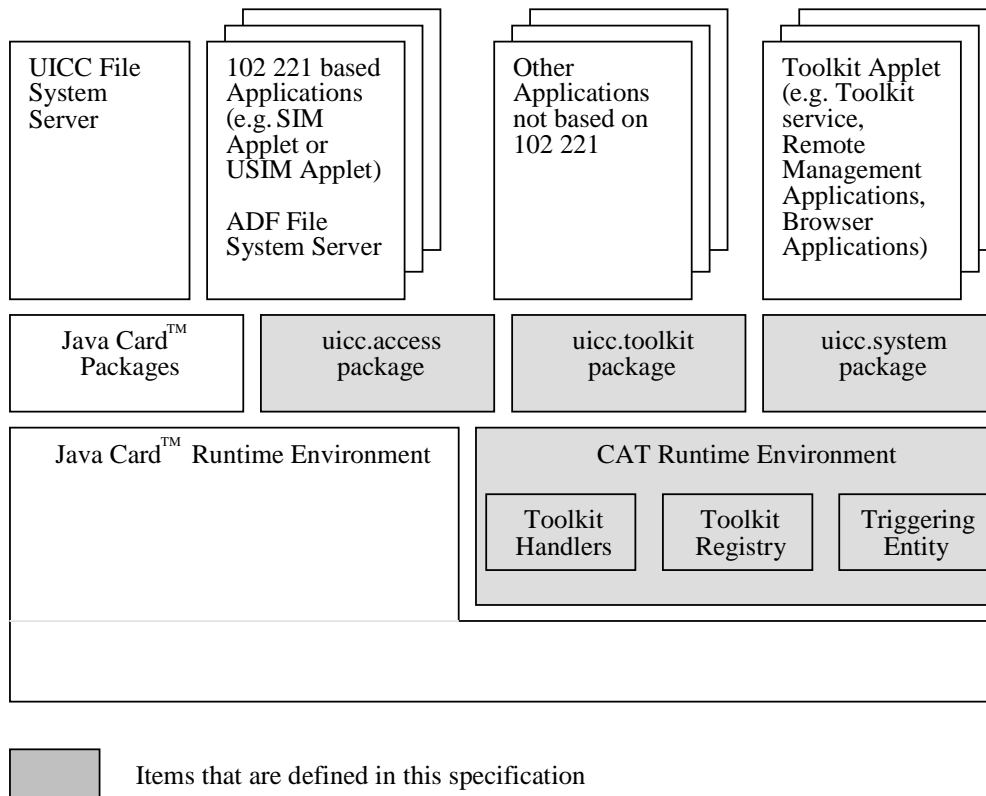 UICC File
System
Server
102 221 based
Applications
(e.g. SIM
Applet or
USIM Applet)
ADF File
System Server
Other
Applications
not based on
102 221
Toolkit Applet
(e.g. Toolkit
service,
Remote
Management
Applications,
Browser
Applications)
Java Card™
Packages
uicc.access
package
uicc.toolkit
package
uicc.system
package
Java Card™ Runtime Environment
CAT Runtime Environment
Toolkit
Handlers
Toolkit
Registry
Triggering
Entity
Items that are defined in this specification